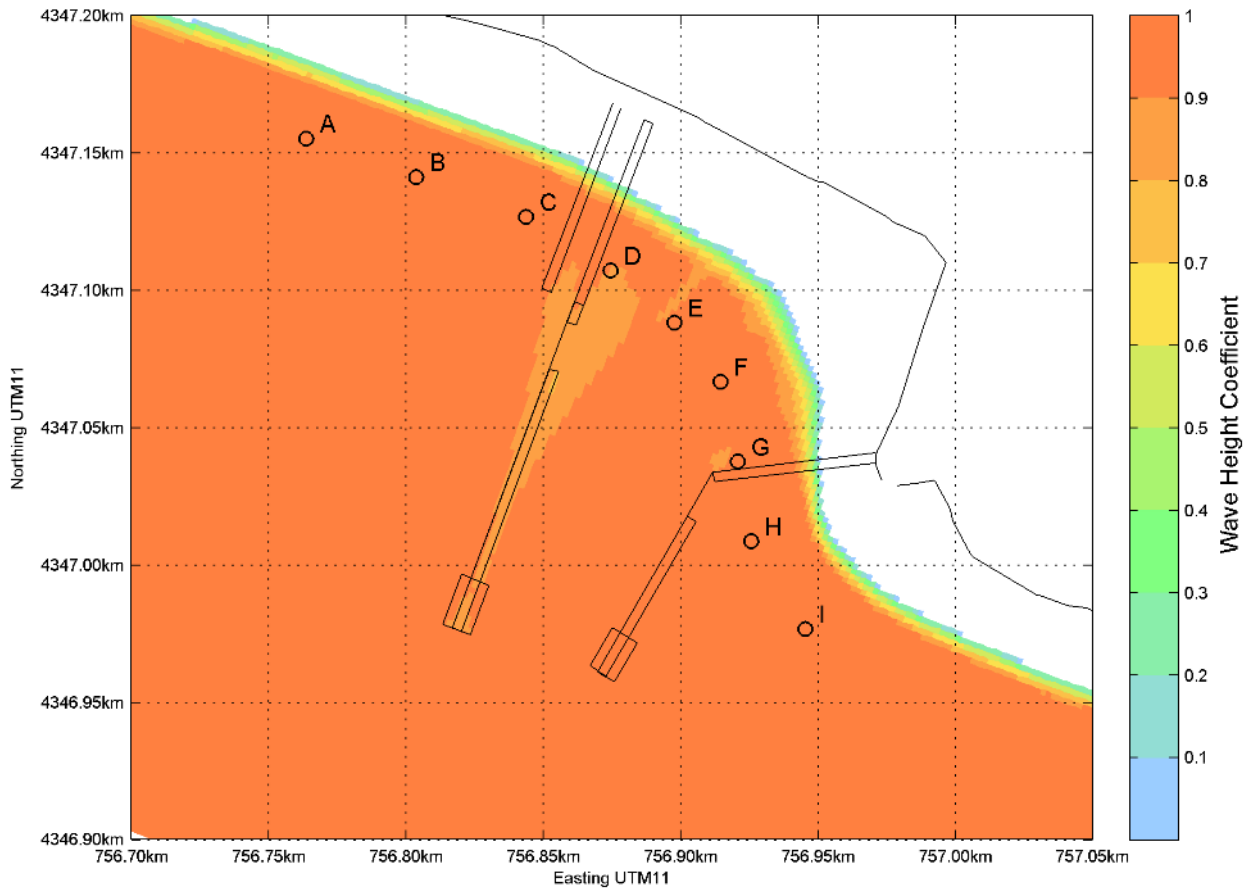 4347.20km
4347.15km
4347.10km
4347.05km
4347.00km
4346.95km
4346.90km
Northing UTM11
A
B
C
D
E
F
G
H
I
756.70km
756.75km
756.80km
756.85km
756.90km
756.95km
757.00km
757.05km
Easting UTM11
1
0.9
0.8
0.7
0.6
0.5
0.4
0.3
0.2
0.1
Wave Height Coefficient